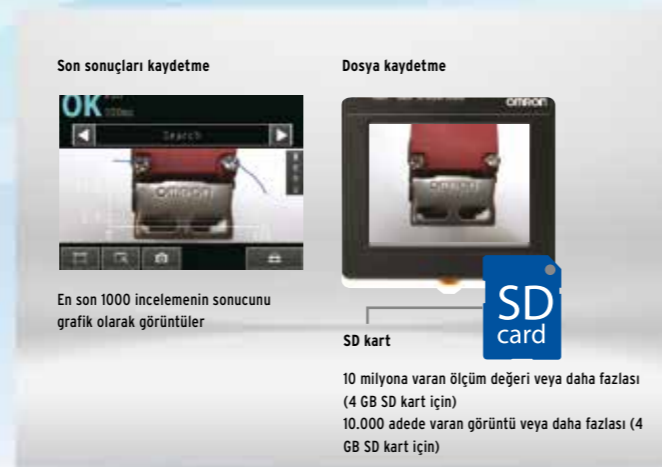 Son sonuçları kaydetme
OK
Search
OMRON
En son 1000 incelemenin sonucunu
grafik olarak görüntüler
Dosya kaydetme
OMRON
OMRON
SD
card
SD kart
10 milyona varan ölçüm değeri veya daha fazlası
(4 GB SD kart için)
10.000 adede varan görüntü veya daha fazlası (4
GB SD kart için)